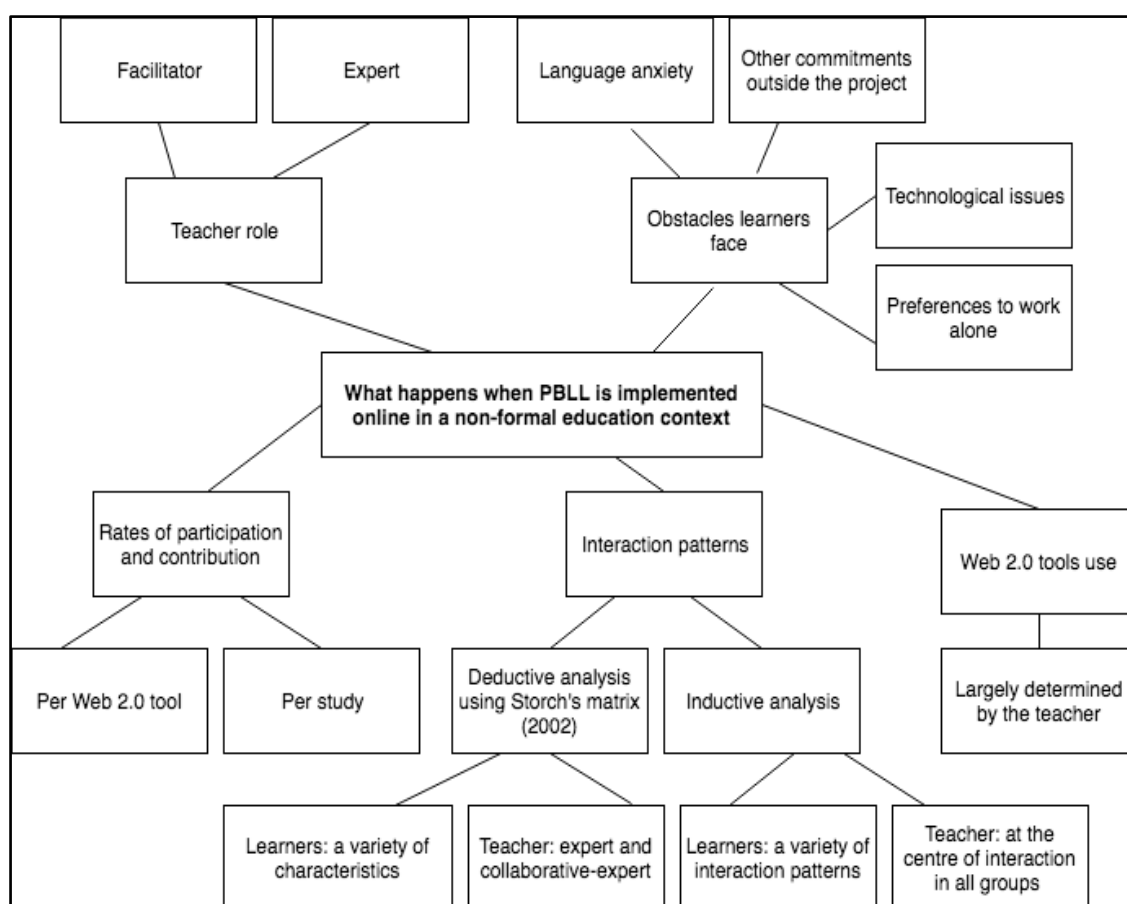 Facilitator
Expert
Language anxiety
Other commitments
outside the project
Teacher role
Obstacles learners
face
Technological issues
Preferences to work
alone
What happens when PBLL is implemented
online in a non-formal education context
Rates of participation
and contribution
Interaction patterns
Web 2.0 tools use
Per Web 2.0 tool
Per study
Deductive analysis
using Storch's matrix
(2002)
Inductive analysis
Largely determined
by the teacher
Learners: a variety of
characteristics
Teacher: expert and
collaborative-expert
Learners: a variety of
interaction patterns
Teacher: at the
centre of interaction
in all groups